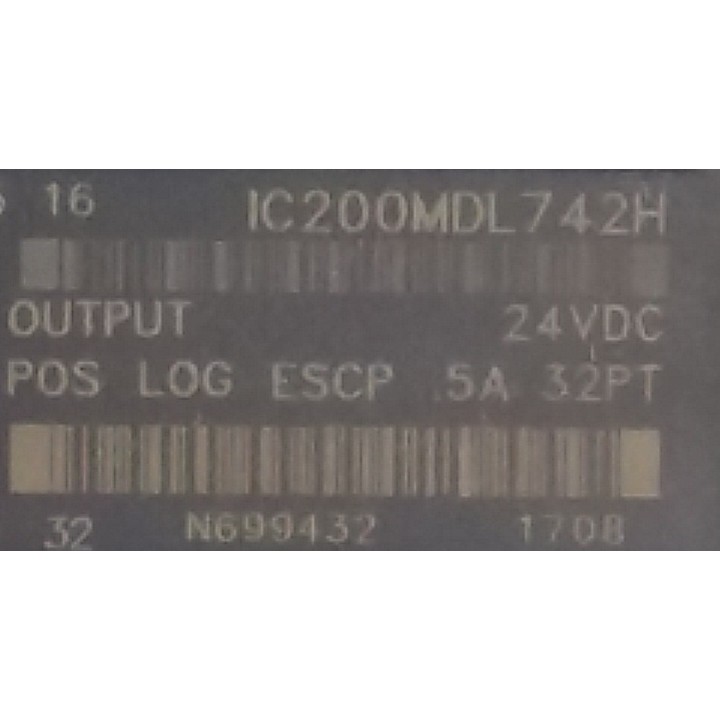 16 IC200MDL742H
OUTPUT 24VDC
POS LOG ESCP .5A 32PT
32 N699432 1708